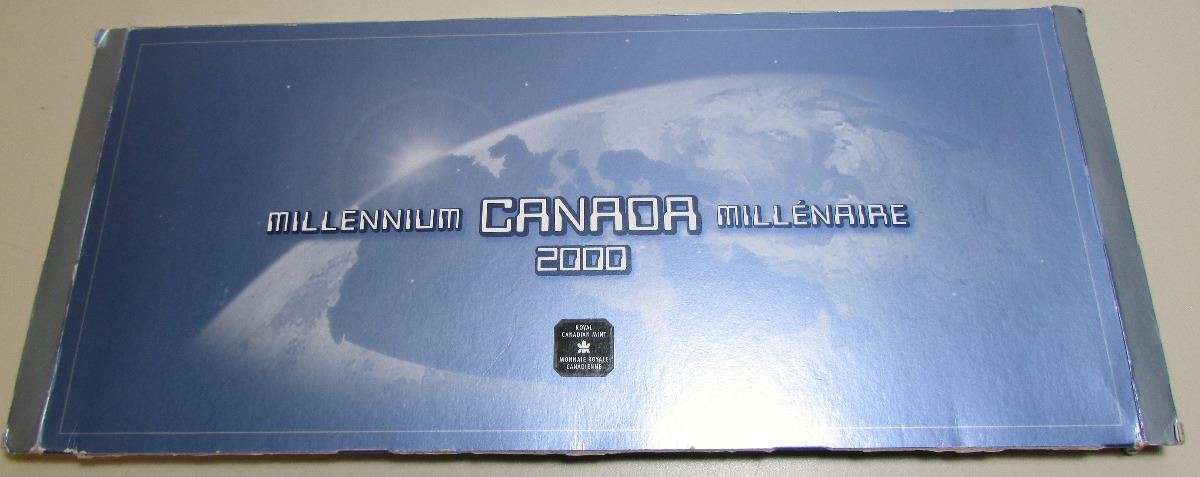 MILLENNIUM CANADA MILLÉNAIRE
2000
ROYAL
CANADIAN MINT
MONNAIE ROYALE
CANADIENNE